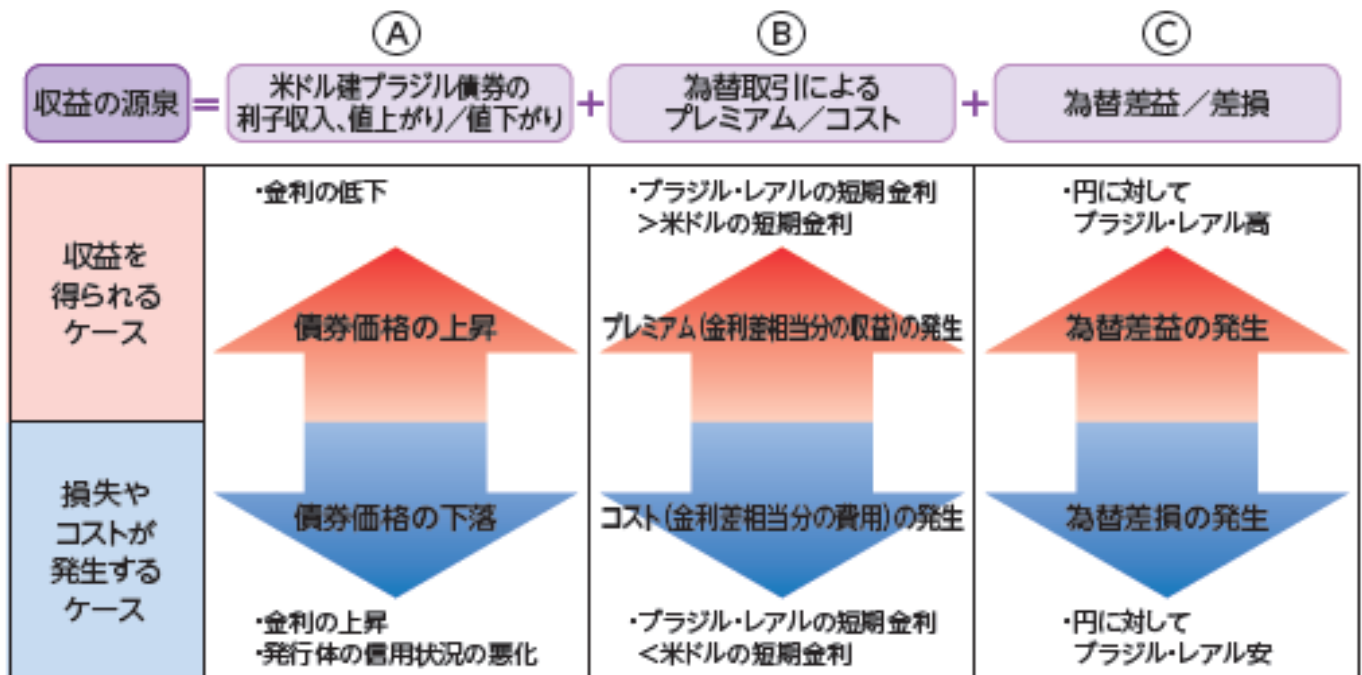 Ⓐ
Ⓑ
Ⓒ
収益の源泉
=
米ドル建ブラジル債券の
利子収入、値上がり/値下がり
+
為替取引による
プレミアム/コスト
+
為替差益/差損
収益を
得られる
ケース
・金利の低下
債券価格の上昇
・ブラジル・レアルの短期金利
>米ドルの短期金利
プレミアム(金利差相当分の収益)の発生
・円に対して
ブラジル・レアル高
為替差益の発生
損失や
コストが
発生する
ケース
債券価格の下落
・金利の上昇
・発行体の信用状況の悪化
コスト(金利差相当分の費用)の発生
・ブラジル・レアルの短期金利
<米ドルの短期金利
為替差損の発生
・円に対して
ブラジル・レアル安